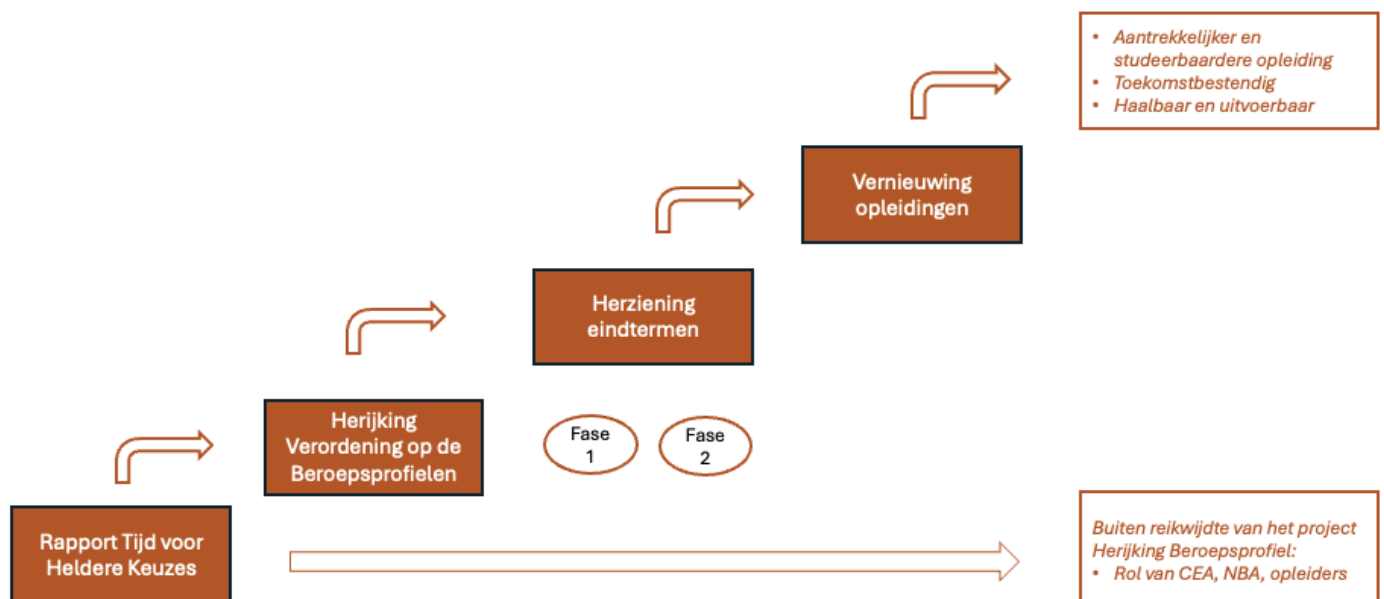 • Aantrekkelijker en
studeerbaardere opleiding
• Toekomstbestendig
• Haalbaar en uitvoerbaar
Vernieuwing
opleidingen
Herziening
eindtermen
Herijking
Verordening op de
Beroepsprofielen
Fase
1
Fase
2
Rapport Tijd voor
Heldere Keuzes
Buiten reikwijdte van het project
Herijking Beroepsprofiel:
• Rol van CEA, NBA, opleiders